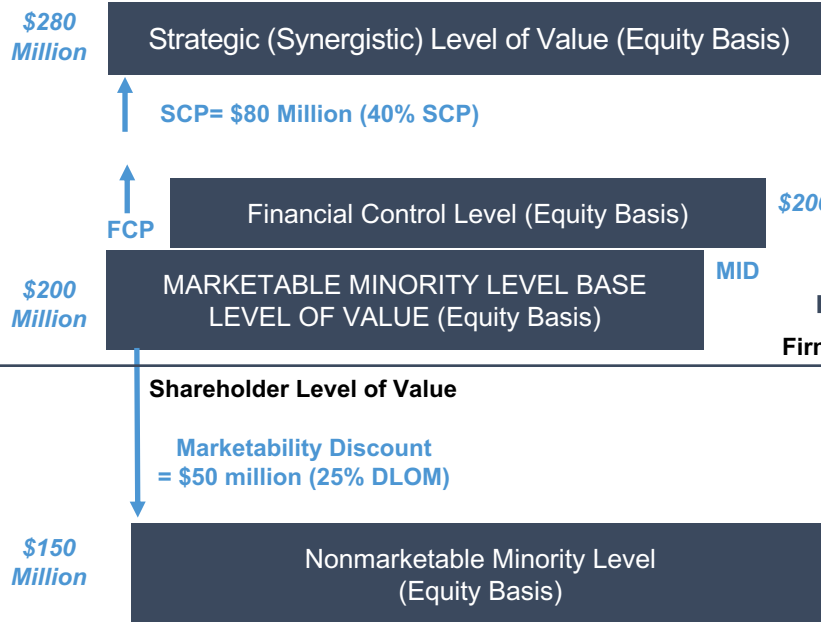 $280
Million
Strategic (Synergistic) Level of Value (Equity Basis)
SCP= $80 Million (40% SCP)
FCP
Financial Control Level (Equity Basis)
$200
Million
MARKETABLE MINORITY LEVEL BASE
LEVEL OF VALUE (Equity Basis)
MID
Shareholder Level of Value
Marketability Discount
= $50 million (25% DLOM)
$150
Million
Nonmarketable Minority Level
(Equity Basis)